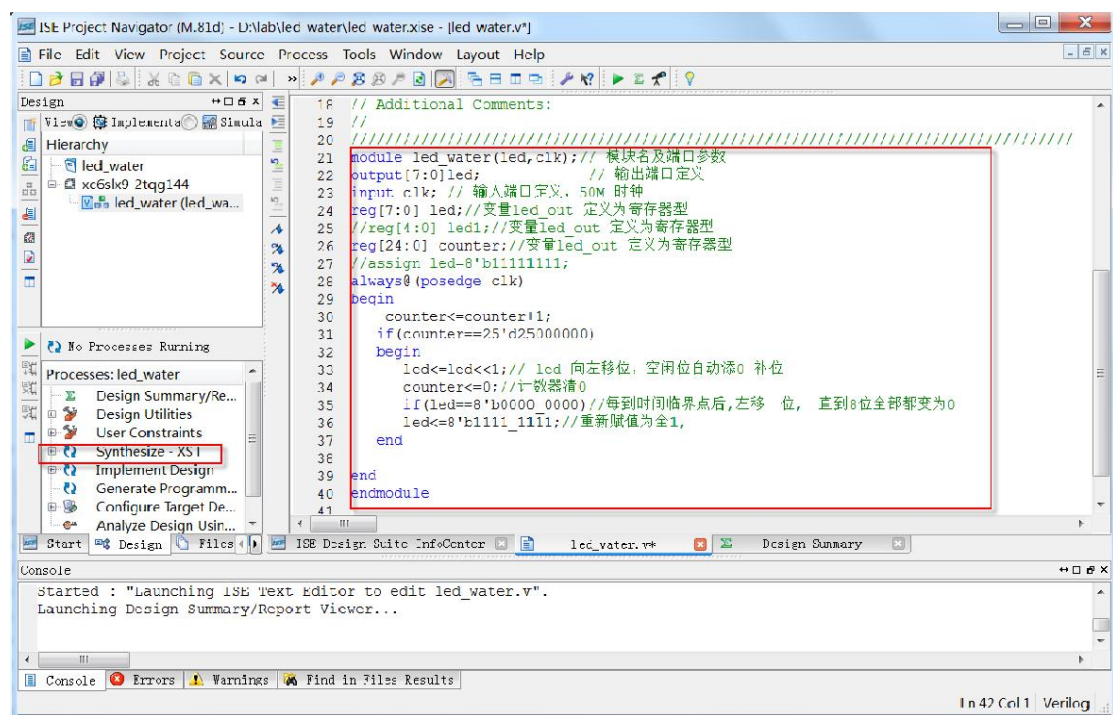 ISE Project Navigator (M.81d) - D:\lab\led water\led water.xise - [led water.v*]
File Edit View Project Source Process Tools Window Layout Help
Design
View Implementa Simula
Hierarchy
led_water
xc6slx9 2tqg144
led_water (led_wa...
No Processes Running
Processes: led_water
Design Summary/Re...
Design Utilities
User Constraints
Synthesize - XST
Implement Design
Generate Programm...
Configure Target De...
Analyze Design Usin...
Start Design Files
18 // Additional Comments:
19 //
20 //////////////////////////////////////////////////////////////////////////////////
21 module led_water(led,clk);// 模块名及端口参数
22 output[7:0]led; // 输出端口定义
23 input clk; // 输入端口定义, 50M 时钟
24 reg[7:0] led;//变量led_out 定义为寄存器型
25 //reg[4:0] led1;//变量led_out 定义为寄存器型
26 reg[24:0] counter;//变量led_out 定义为寄存器型
27 //assign led=8'b11111111;
28 always@(posedge clk)
29 begin
30 counter<=counter+1;
31 if(counter==25'd25000000)
32 begin
33 led<=led<<1;// led 向左移位, 空闲位自动添0 补位
34 counter<=0;//计数器清0
35 if(led==8'b0000_0000)//每到时间临界点后,左移 位, 直到8位全部都变为0
36 led<=8'b1111_1111;//重新赋值为全1,
37 end
38
39 end
40 endmodule
41
ISE Design Suite InfoCenter led_water.v* Design Summary
Console
Started : "Launching ISE Text Editor to edit led_water.v".
Launching Design Summary/Report Viewer...
Console Errors Warnings Find in Files Results
Ln 42 Col 1 Verilog